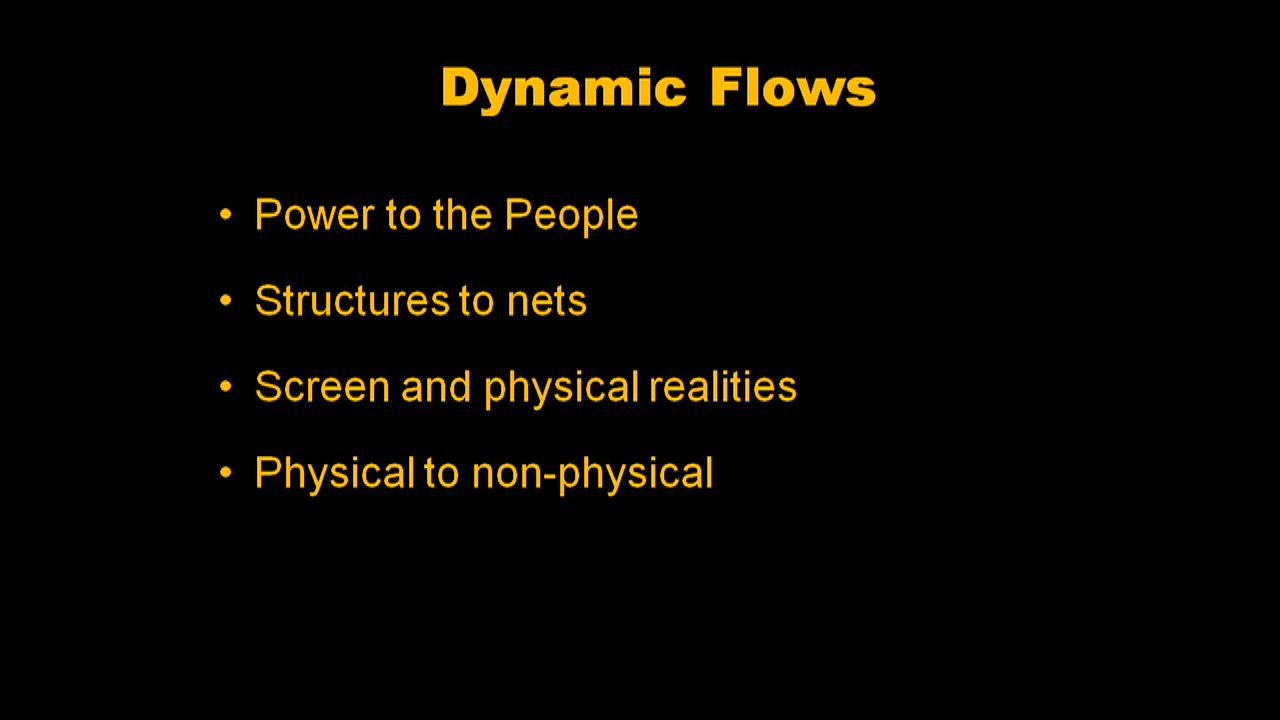 Dynamic Flows
• Power to the People
• Structures to nets
• Screen and physical realities
• Physical to non-physical